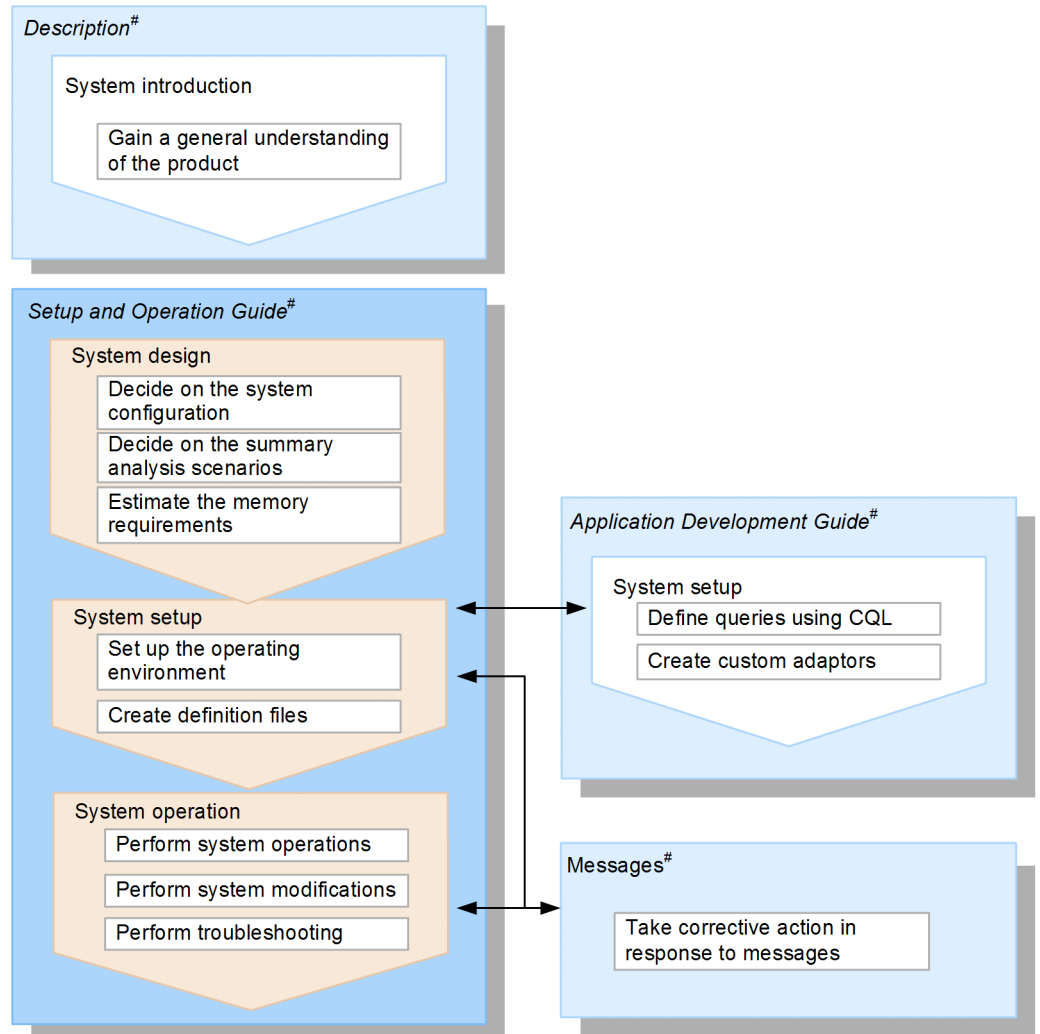 Description#
System introduction
Gain a general understanding
of the product
Setup and Operation Guide#
System design
Decide on the system
configuration
Decide on the summary
analysis scenarios
Estimate the memory
requirements
System setup
Set up the operating
environment
Create definition files
System operation
Perform system operations
Perform system modifications
Perform troubleshooting
Application Development Guide#
System setup
Define queries using CQL
Create custom adaptors
Messages#
Take corrective action in
response to messages